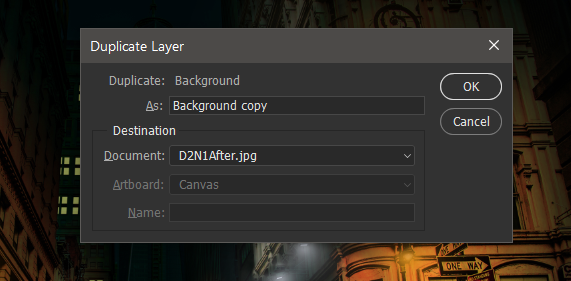 Duplicate Layer
Duplicate: Background
As: Background copy
OK
Cancel
Destination
Document: D2N1After.jpg
Artboard: Canvas
Name:
ONE WAY